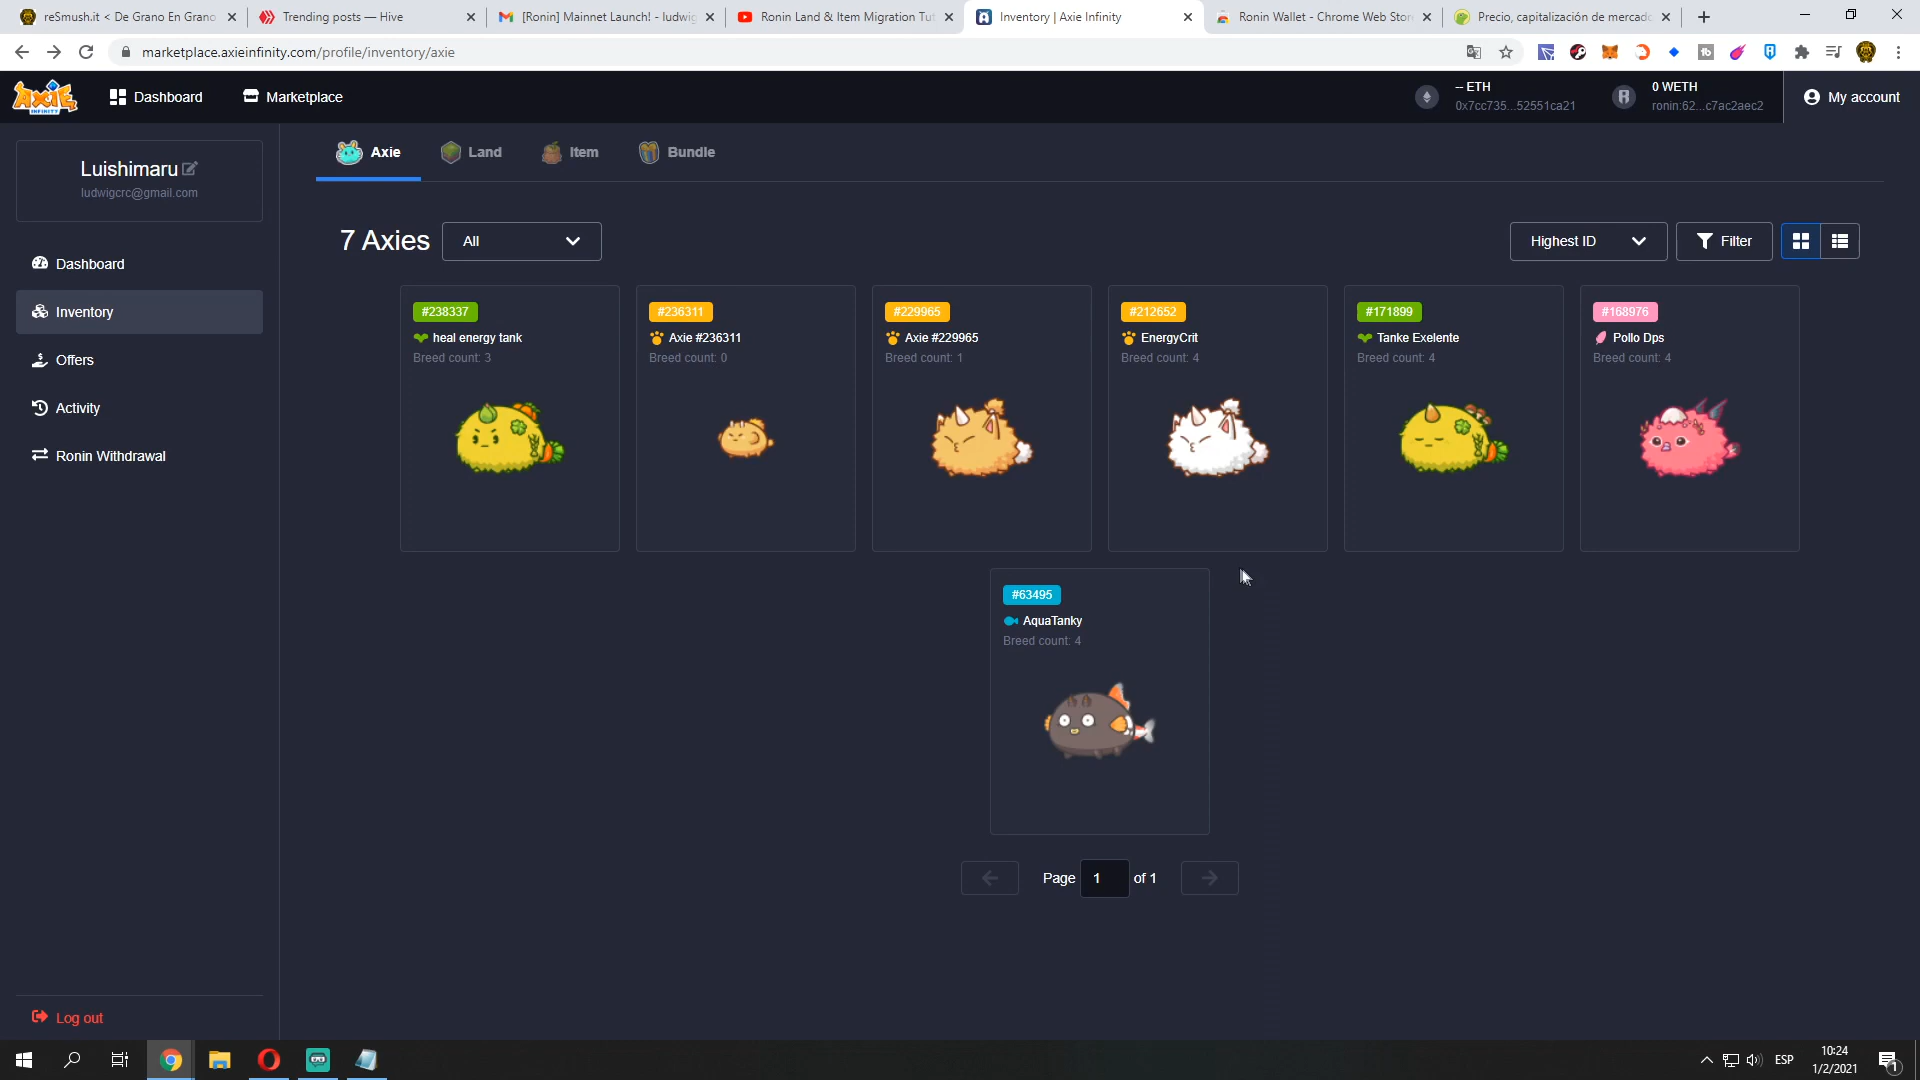 reSmush.it < De Grano En Grano
Trending posts — Hive
[Ronin] Mainnet Launch! - ludwig
Ronin Land & Item Migration Tut
Inventory | Axie Infinity
Ronin Wallet - Chrome Web Stor
Precio, capitalización de mercado
marketplace.axieinfinity.com/profile/inventory/axie
AXIE
INFINITY
Dashboard
Marketplace
-- ETH
0x7cc735...52551ca21
0 WETH
ronin:62...c7ac2aec2
My account
Luishimaru
ludwigcrc@gmail.com
Dashboard
Inventory
Offers
Activity
Ronin Withdrawal
Log out
Axie
Land
Item
Bundle
7 Axies
All
Highest ID
Filter
#238337
heal energy tank
Breed count: 3
#236311
Axie #236311
Breed count: 0
#229965
Axie #229965
Breed count: 1
#212652
EnergyCrit
Breed count: 4
#171899
Tanke Exelente
Breed count: 4
#168976
Pollo Dps
Breed count: 4
#63495
AquaTanky
Breed count: 4
Page 1 of 1
ESP
10:24
1/2/2021
1